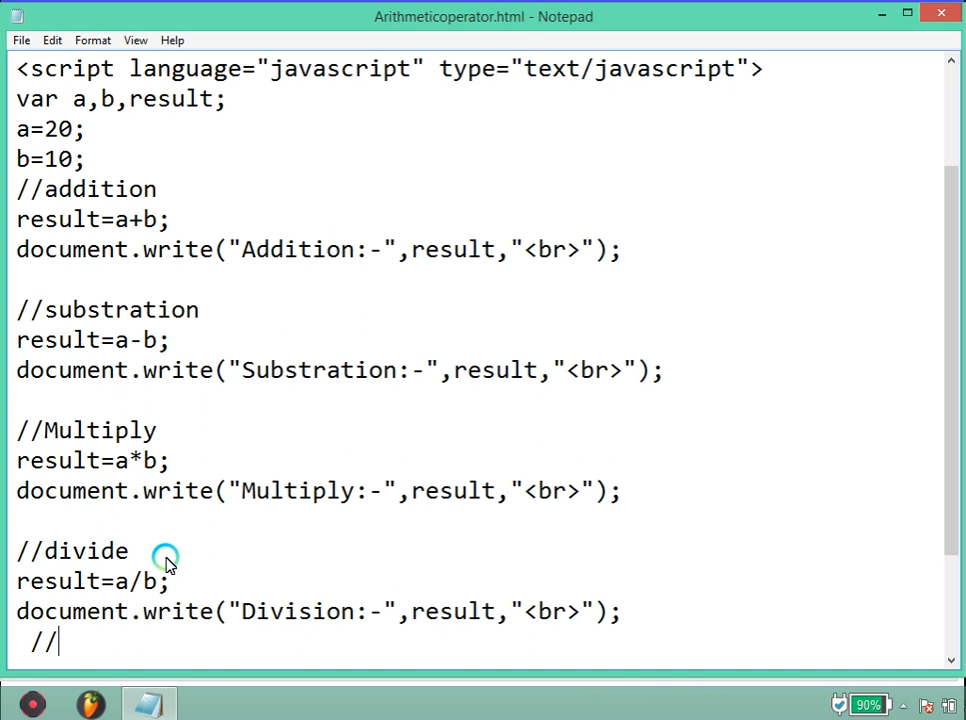 Arithmeticoperator.html - Notepad
File Edit Format View Help
<script language="javascript" type="text/javascript">
var a,b,result;
a=20;
b=10;
//addition
result=a+b;
document.write("Addition:-",result,"<br>");
//substration
result=a-b;
document.write("Substration:-",result,"<br>");
//Multiply
result=a*b;
document.write("Multiply:-",result,"<br>");
//divide
result=a/b;
document.write("Division:-",result,"<br>");
//
90%